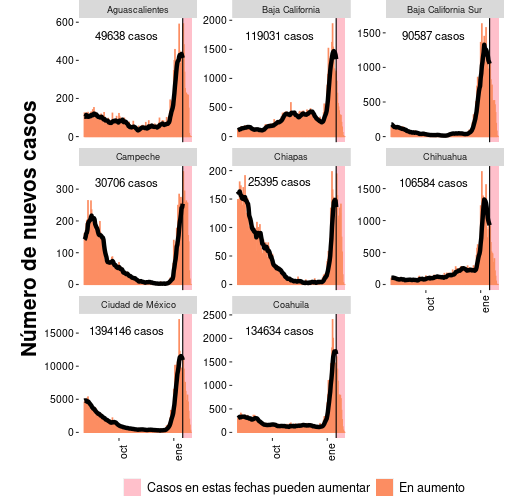 Número de nuevos casos
Aguascalientes
49638 casos
600
400
200
0
Baja California
119031 casos
2000
1500
1000
500
0
Baja California Sur
90587 casos
1500
1000
500
0
Campeche
30706 casos
300
200
100
0
Chiapas
25395 casos
200
150
100
50
0
Chihuahua
106584 casos
1500
1000
500
0
oct
ene
Ciudad de México
1394146 casos
15000
10000
5000
0
oct
ene
Coahuila
134634 casos
2500
2000
1500
1000
500
0
oct
ene
Casos en estas fechas pueden aumentar
En aumento